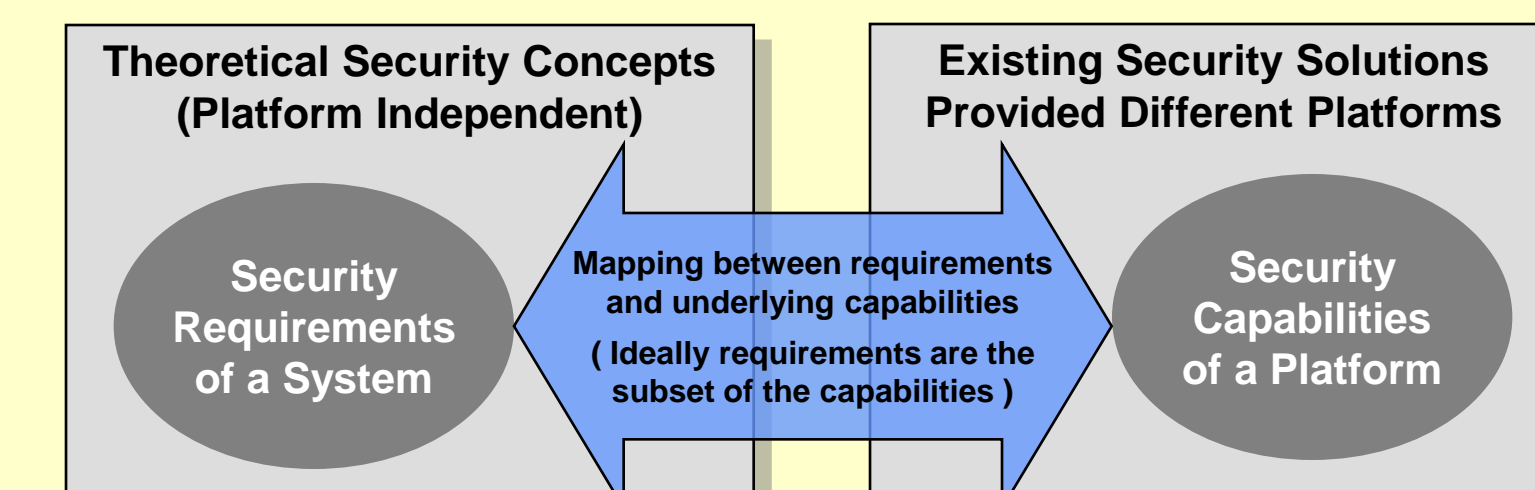 Theoretical Security Concepts
(Platform Independent)
Existing Security Solutions
Provided Different Platforms
Security
Requirements
of a System
Mapping between requirements
and underlying capabilities
( Ideally requirements are the
subset of the capabilities )
Security
Capabilities
of a Platform